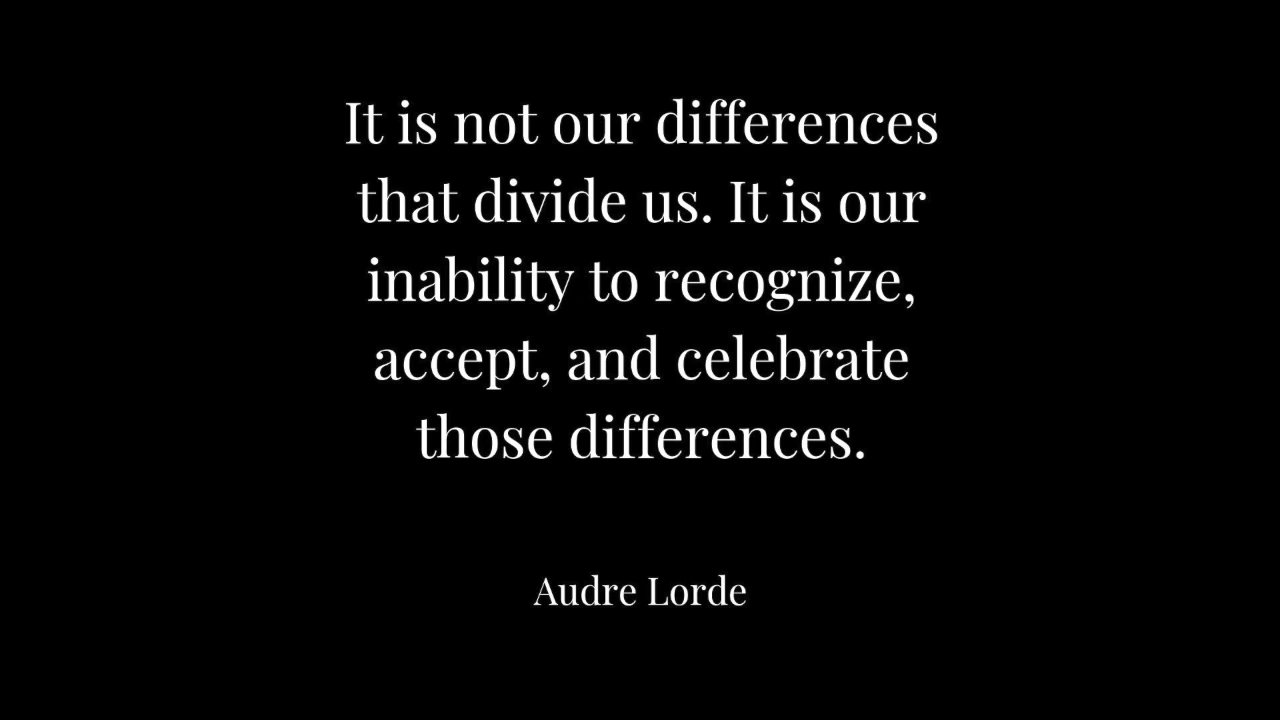 It is not our differences
that divide us. It is our
inability to recognize,
accept, and celebrate
those differences.
Audre Lorde